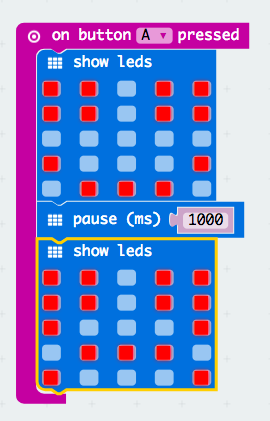 on button A pressed
show leds
pause (ms) 1000
show leds